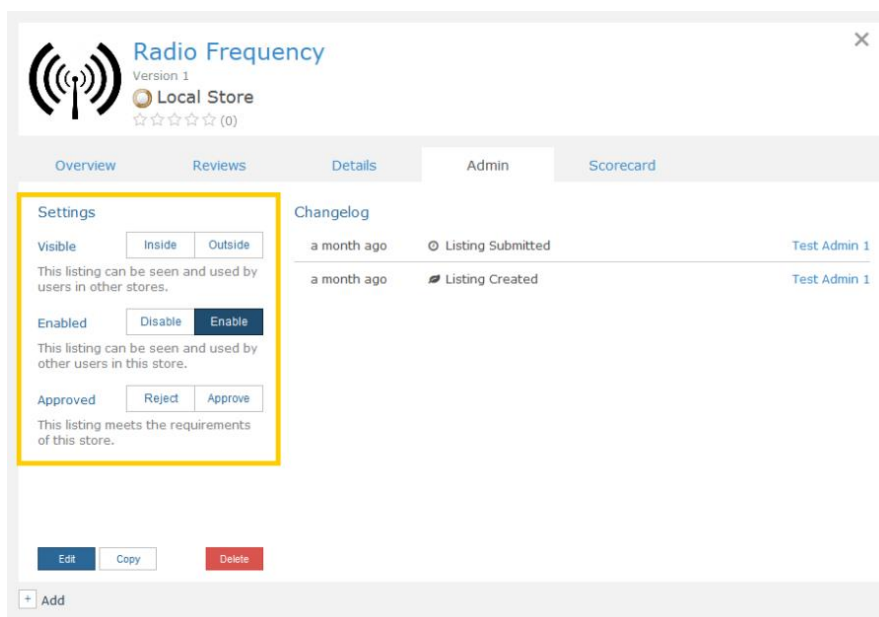 Radio Frequency
Version 1
Local Store
(0)
Overview Reviews Details Admin Scorecard
Settings
Visible Inside Outside
This listing can be seen and used by
users in other stores.
Enabled Disable Enable
This listing can be seen and used by
other users in this store.
Approved Reject Approve
This listing meets the requirements
of this store.
Changelog
a month ago Listing Submitted Test Admin 1
a month ago Listing Created Test Admin 1
Edit Copy Delete
+ Add